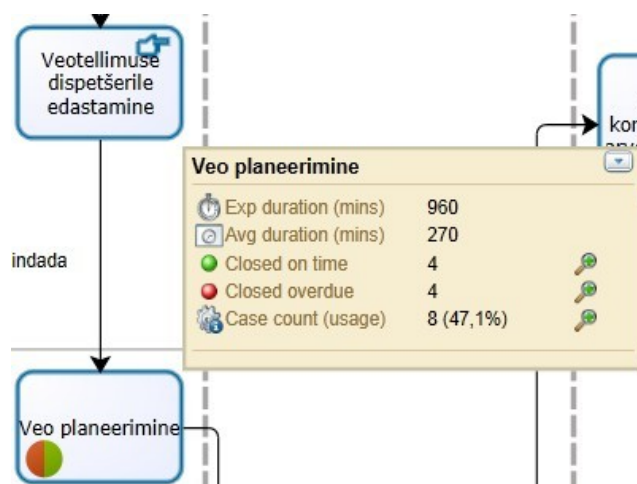 Veotellimuse
dispetšerile
edastamine
Veo planeerimine
Exp duration (mins) 960
Avg duration (mins) 270
Closed on time 4
Closed overdue 4
Case count (usage) 8 (47,1%)
indada
Veo planeerimine
kor